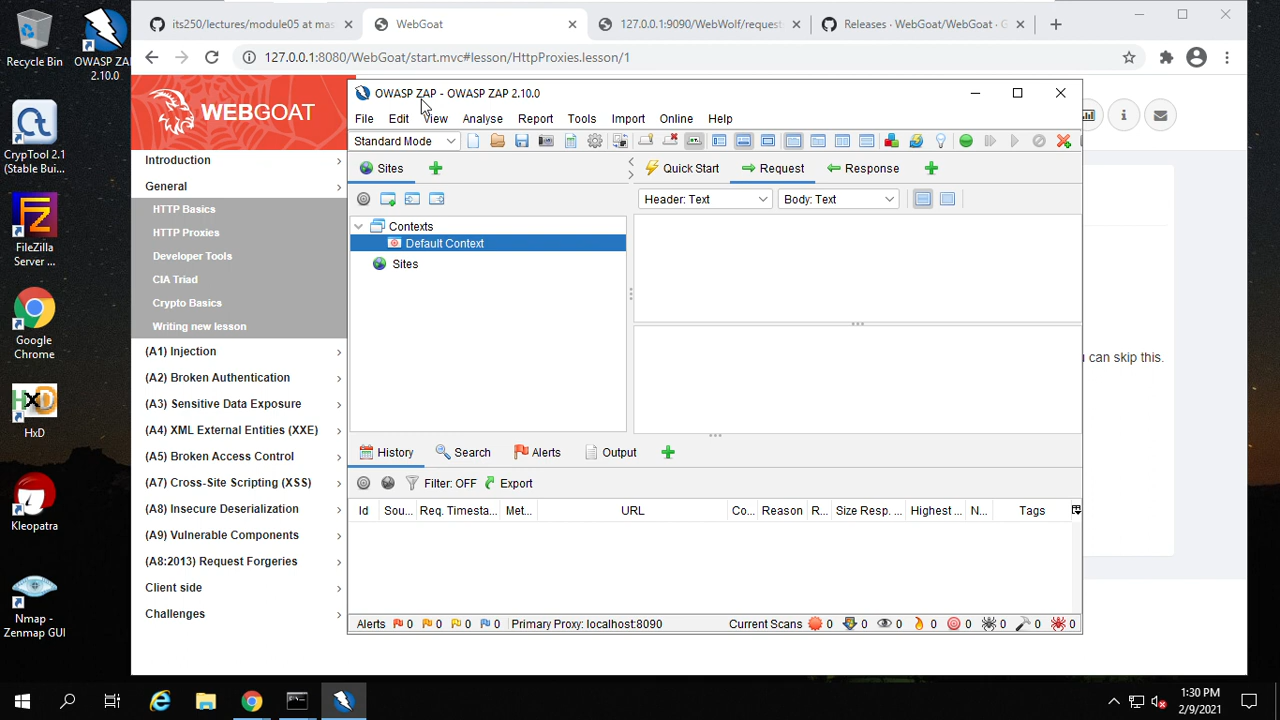 Recycle Bin
OWASP ZA
2.10.0
CrypTool 2.1
(Stable Bui...
FileZilla
Server ...
Google
Chrome
HxD
Kleopatra
Nmap -
Zenmap GUI
its250/lectures/module05 at mas
WebGoat
127.0.0.1:9090/WebWolf/request
Releases · WebGoat/WebGoat · G
127.0.0.1:8080/WebGoat/start.mvc#lesson/HttpProxies.lesson/1
WEBGOAT
Introduction
General
HTTP Basics
HTTP Proxies
Developer Tools
CIA Triad
Crypto Basics
Writing new lesson
(A1) Injection
(A2) Broken Authentication
(A3) Sensitive Data Exposure
(A4) XML External Entities (XXE)
(A5) Broken Access Control
(A7) Cross-Site Scripting (XSS)
(A8) Insecure Deserialization
(A9) Vulnerable Components
(A8:2013) Request Forgeries
Client side
Challenges
can skip this.
OWASP ZAP - OWASP ZAP 2.10.0
File Edit View Analyse Report Tools Import Online Help
Standard Mode
Sites
Quick Start Request Response
Header: Text Body: Text
Contexts
Default Context
Sites
History Search Alerts Output
Filter: OFF Export
Id Sou... Req. Timesta... Met... URL Co... Reason R... Size Resp. ... Highest ... N... Tags
Alerts 0 0 0 0 Primary Proxy: localhost:8090 Current Scans 0 0 0 0 0 0 0 0
1:30 PM
2/9/2021